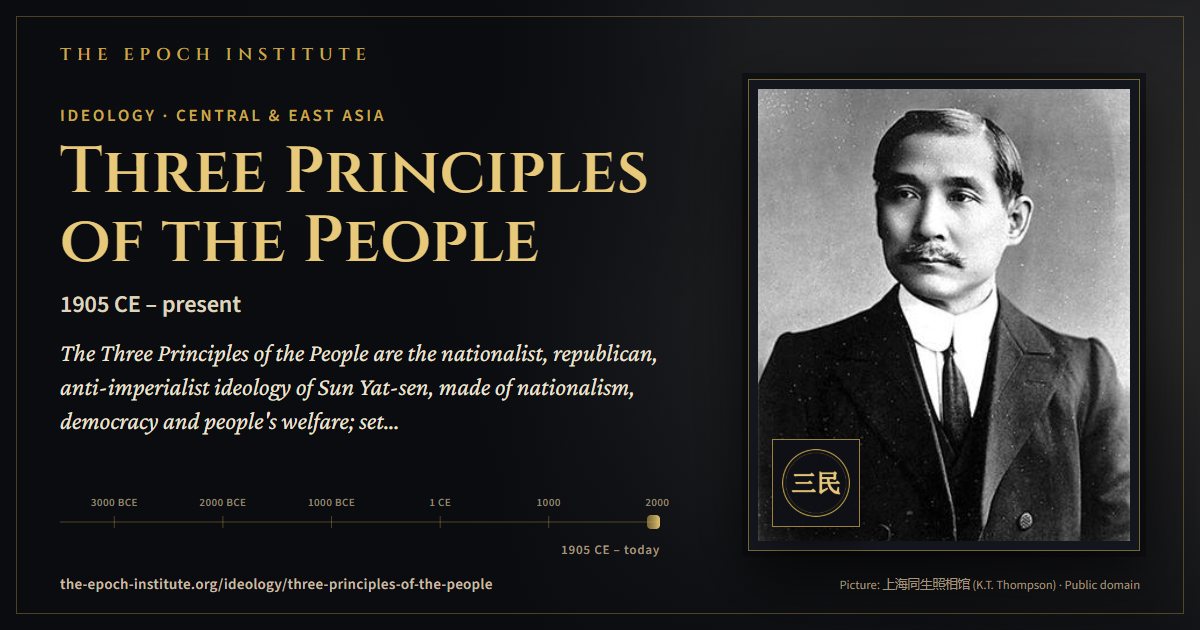 THE EPOCH INSTITUTE
IDEOLOGY · CENTRAL & EAST ASIA
THREE PRINCIPLES
OF THE PEOPLE
1905 CE – present
The Three Principles of the People are the nationalist, republican,
anti-imperialist ideology of Sun Yat-sen, made of nationalism,
democracy and people's welfare; set...
3000 BCE 2000 BCE 1000 BCE 1 CE 1000 2000
1905 CE – today
the-epoch-institute.org/ideology/three-principles-of-the-people
三民
Picture: 上海同生照相馆 (K.T. Thompson) · Public domain